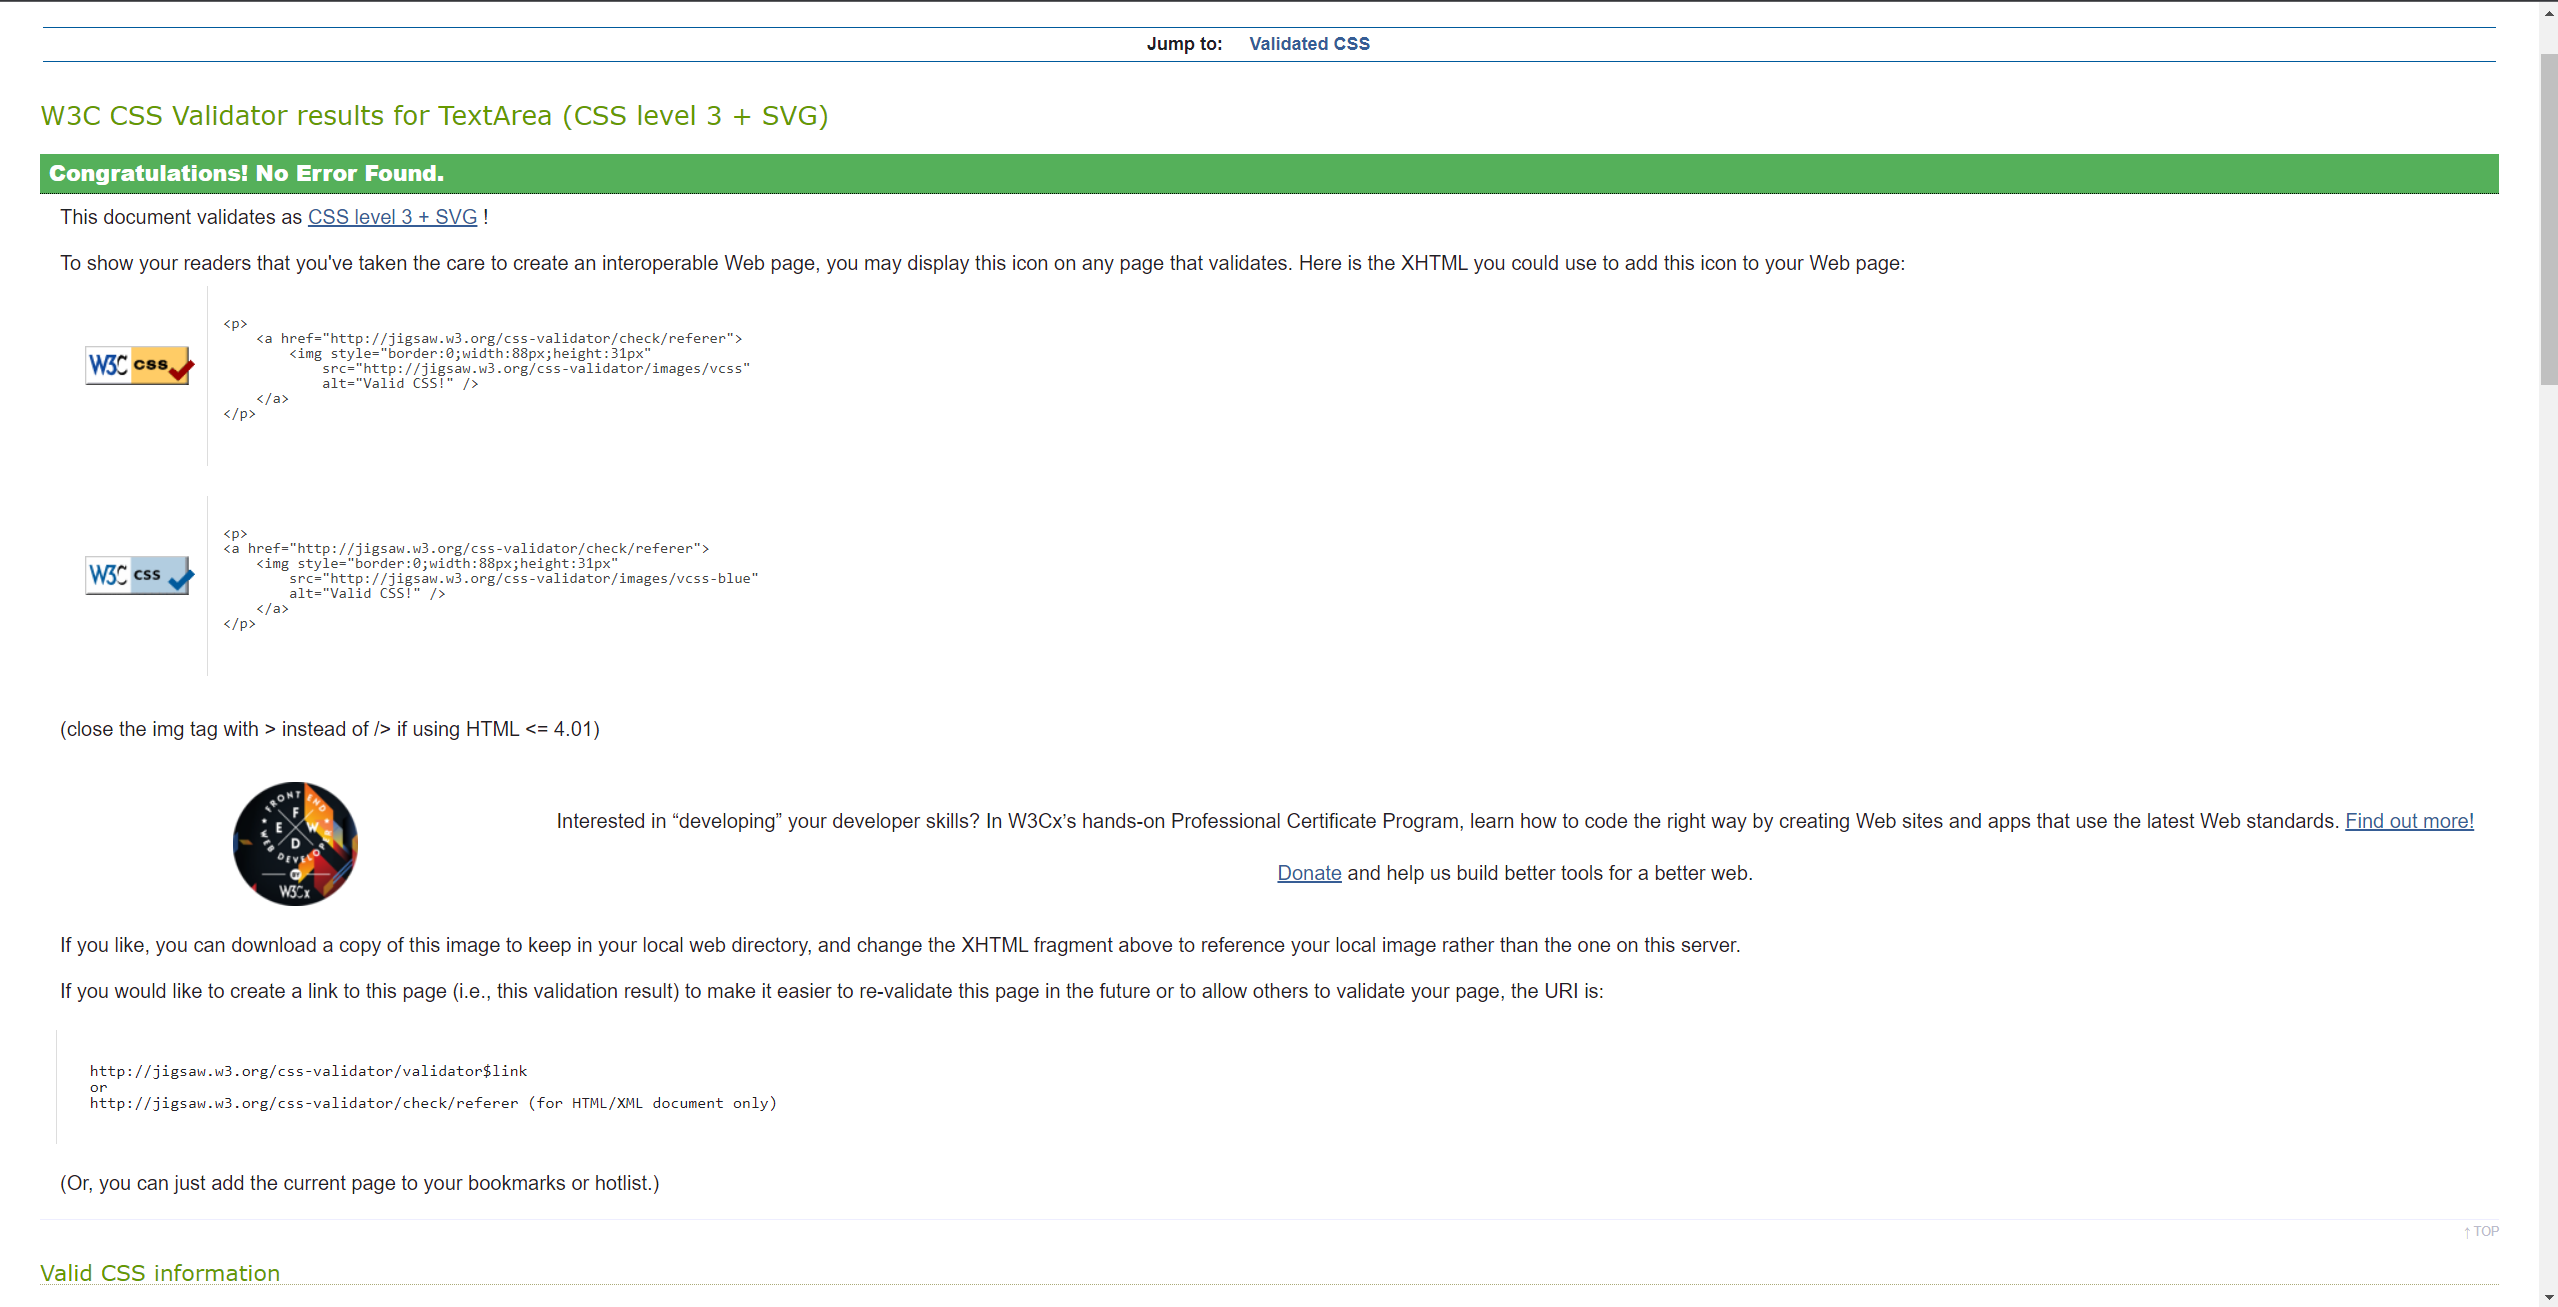 Jump to: Validated CSS
W3C CSS Validator results for TextArea (CSS level 3 + SVG)
Congratulations! No Error Found.
This document validates as CSS level 3 + SVG !
To show your readers that you've taken the care to create an interoperable Web page, you may display this icon on any page that validates. Here is the XHTML you could use to add this icon to your Web page:
W3C css
<p>
    <a href="http://jigsaw.w3.org/css-validator/check/referer">
        <img style="border:0;width:88px;height:31px"
            src="http://jigsaw.w3.org/css-validator/images/vcss"
            alt="Valid CSS!" />
    </a>
</p>
W3C css
<p>
<a href="http://jigsaw.w3.org/css-validator/check/referer">
    <img style="border:0;width:88px;height:31px"
        src="http://jigsaw.w3.org/css-validator/images/vcss-blue"
        alt="Valid CSS!" />
    </a>
</p>
(close the img tag with > instead of /> if using HTML <= 4.01)
FRONT END
F
E W
D
WEB DEVELOPER
BY
W3Cx
Interested in “developing” your developer skills? In W3Cx’s hands-on Professional Certificate Program, learn how to code the right way by creating Web sites and apps that use the latest Web standards. Find out more!
Donate and help us build better tools for a better web.
If you like, you can download a copy of this image to keep in your local web directory, and change the XHTML fragment above to reference your local image rather than the one on this server.
If you would like to create a link to this page (i.e., this validation result) to make it easier to re-validate this page in the future or to allow others to validate your page, the URI is:
http://jigsaw.w3.org/css-validator/validator$link
or
http://jigsaw.w3.org/css-validator/check/referer (for HTML/XML document only)
(Or, you can just add the current page to your bookmarks or hotlist.)
↑ TOP
Valid CSS information